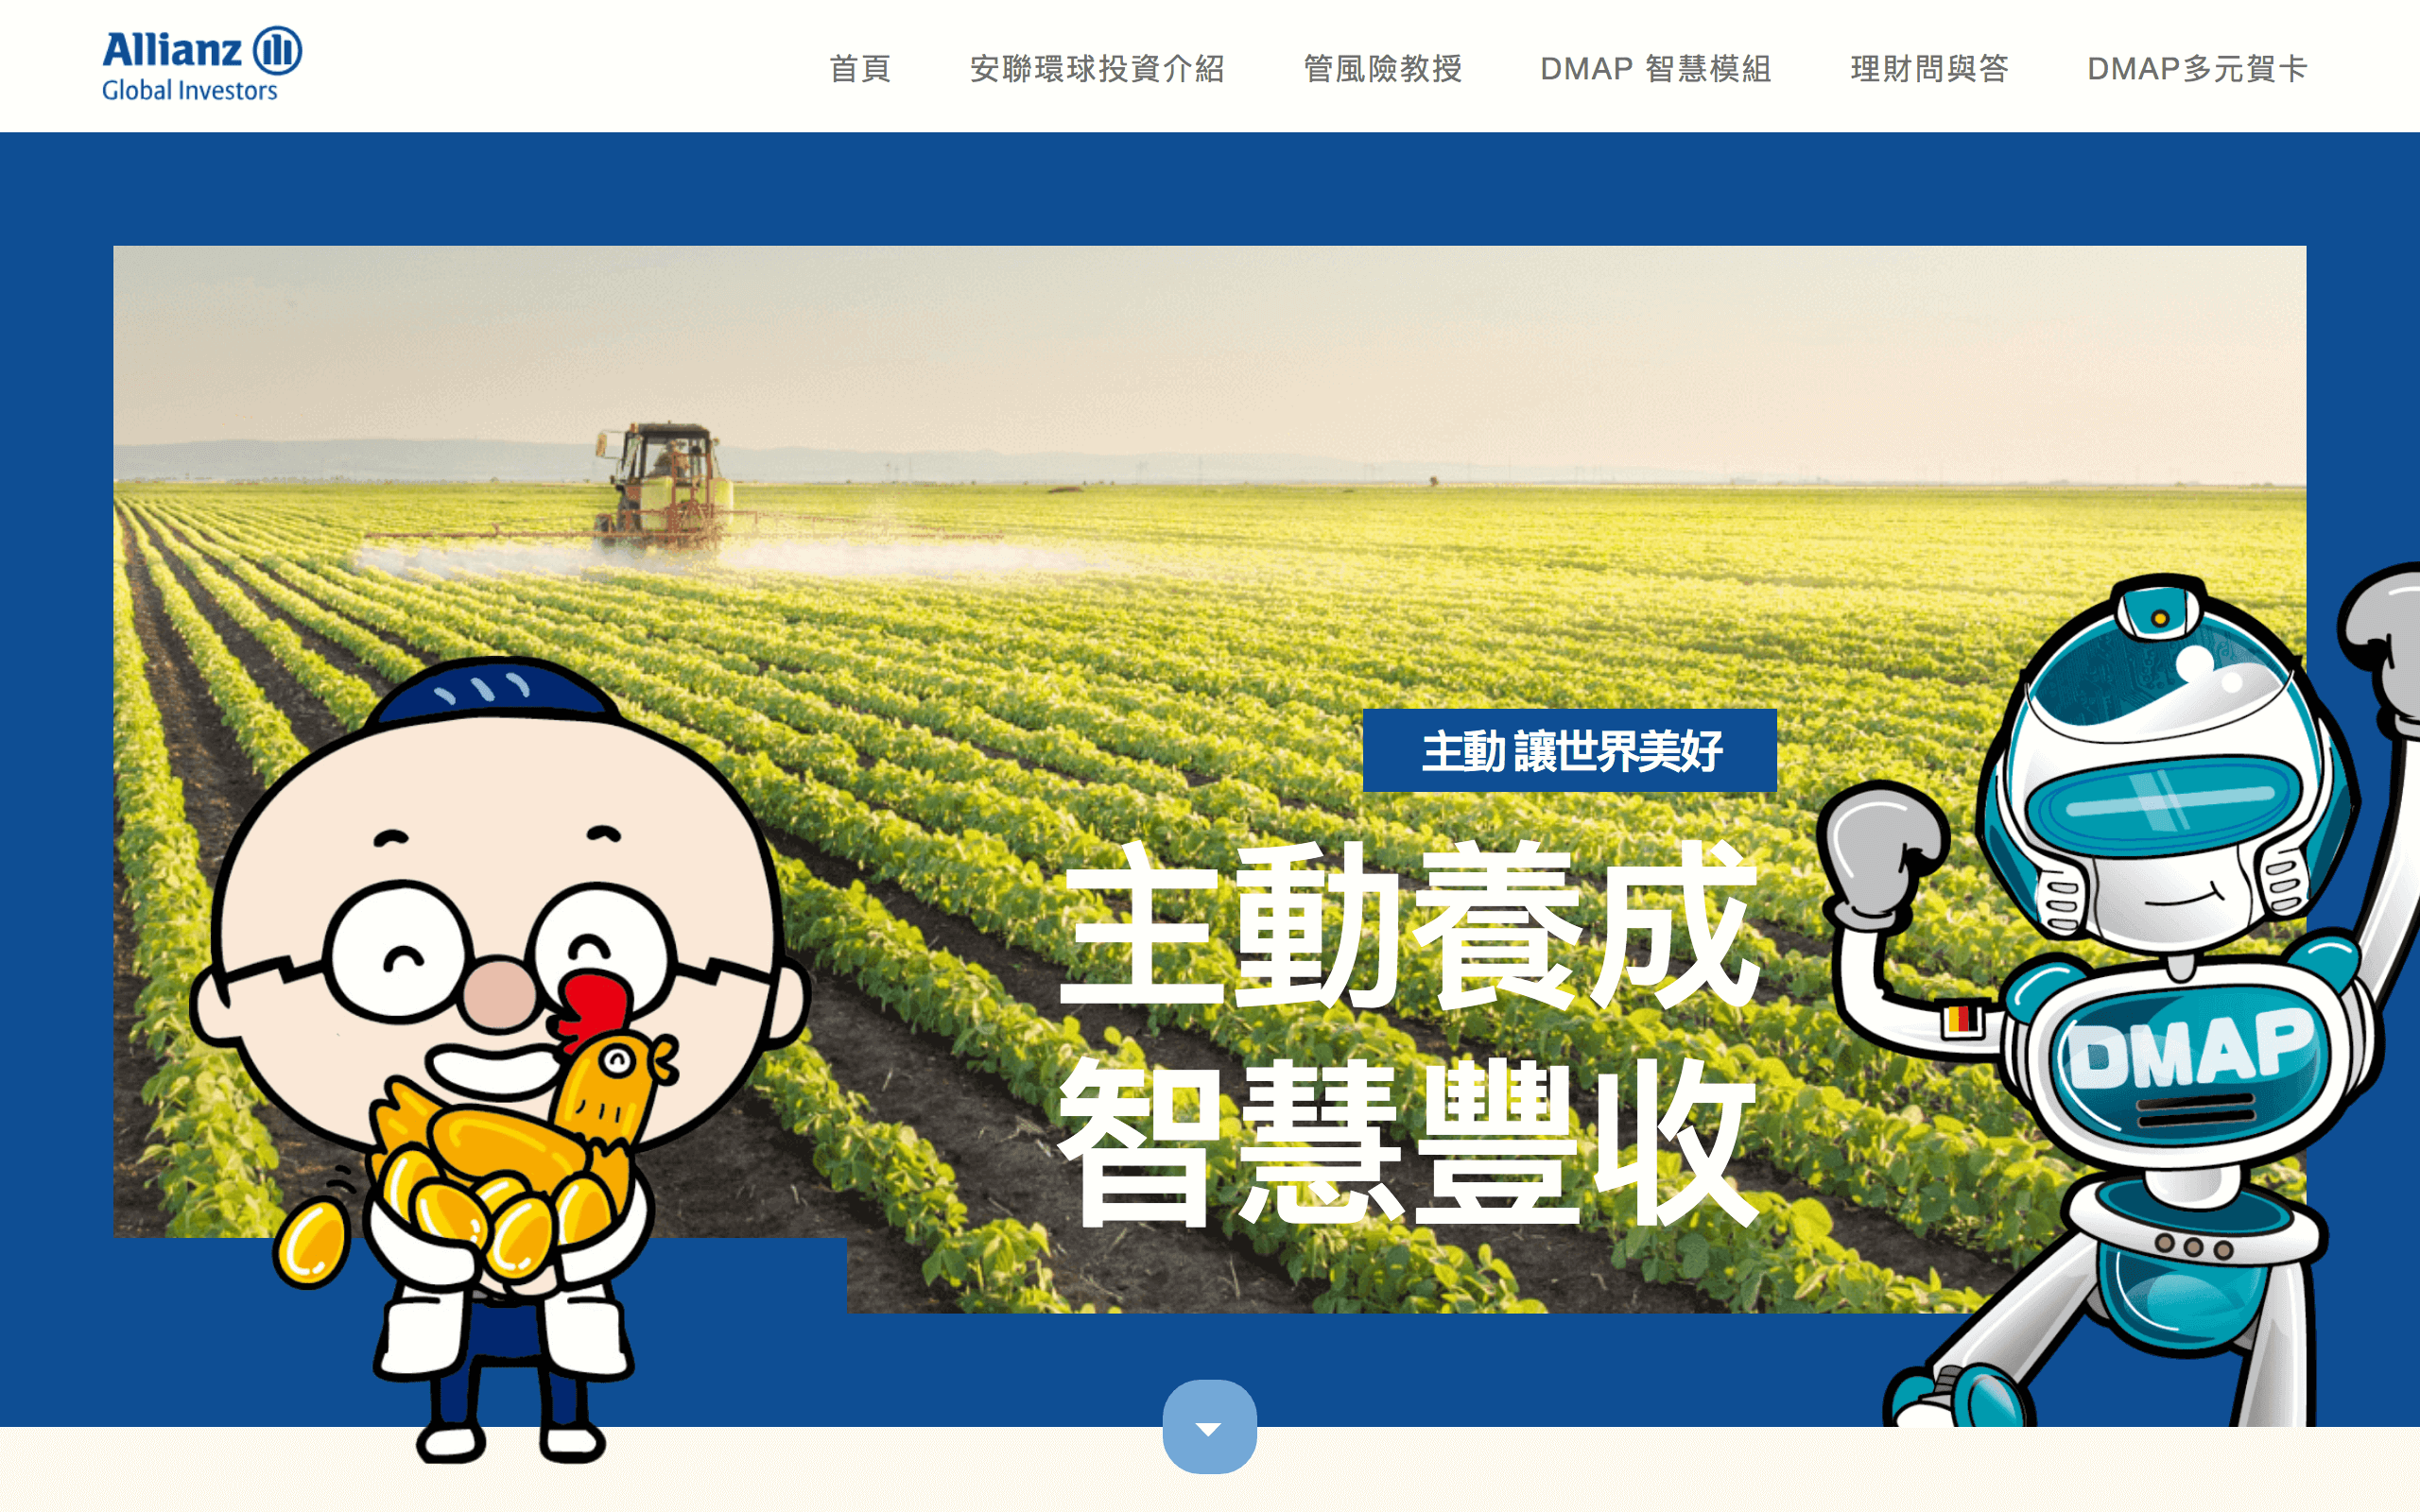 Allianz
Global Investors
首頁
安聯環球投資介紹
管風險教授
DMAP 智慧模組
理財問與答
DMAP多元賀卡
主動 讓世界美好
主動養成
智慧豐收
DMAP